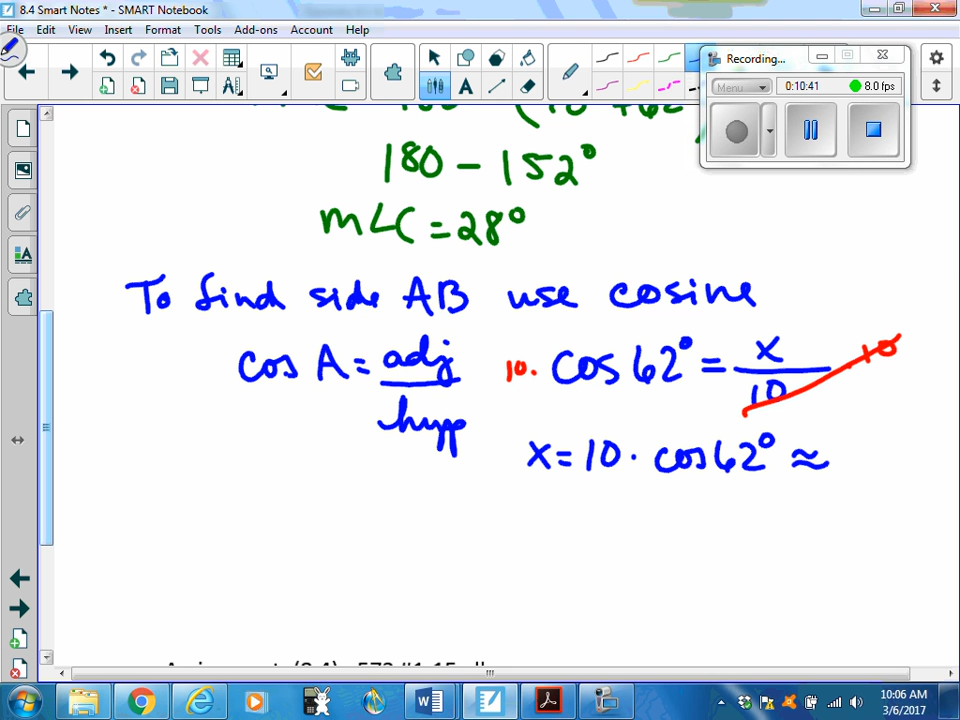 8.4 Smart Notes * - SMART Notebook
File Edit View Insert Format Tools Add-ons Account Help
Recording...
Menu 0:10:41 8.0 fps
180 - 152°
m∠C = 28°
To find side AB use cosine
cos A = adj/hyp
10 · cos 62° = x/10 · 10
x = 10 · cos 62° ≈
10:06 AM
3/6/2017